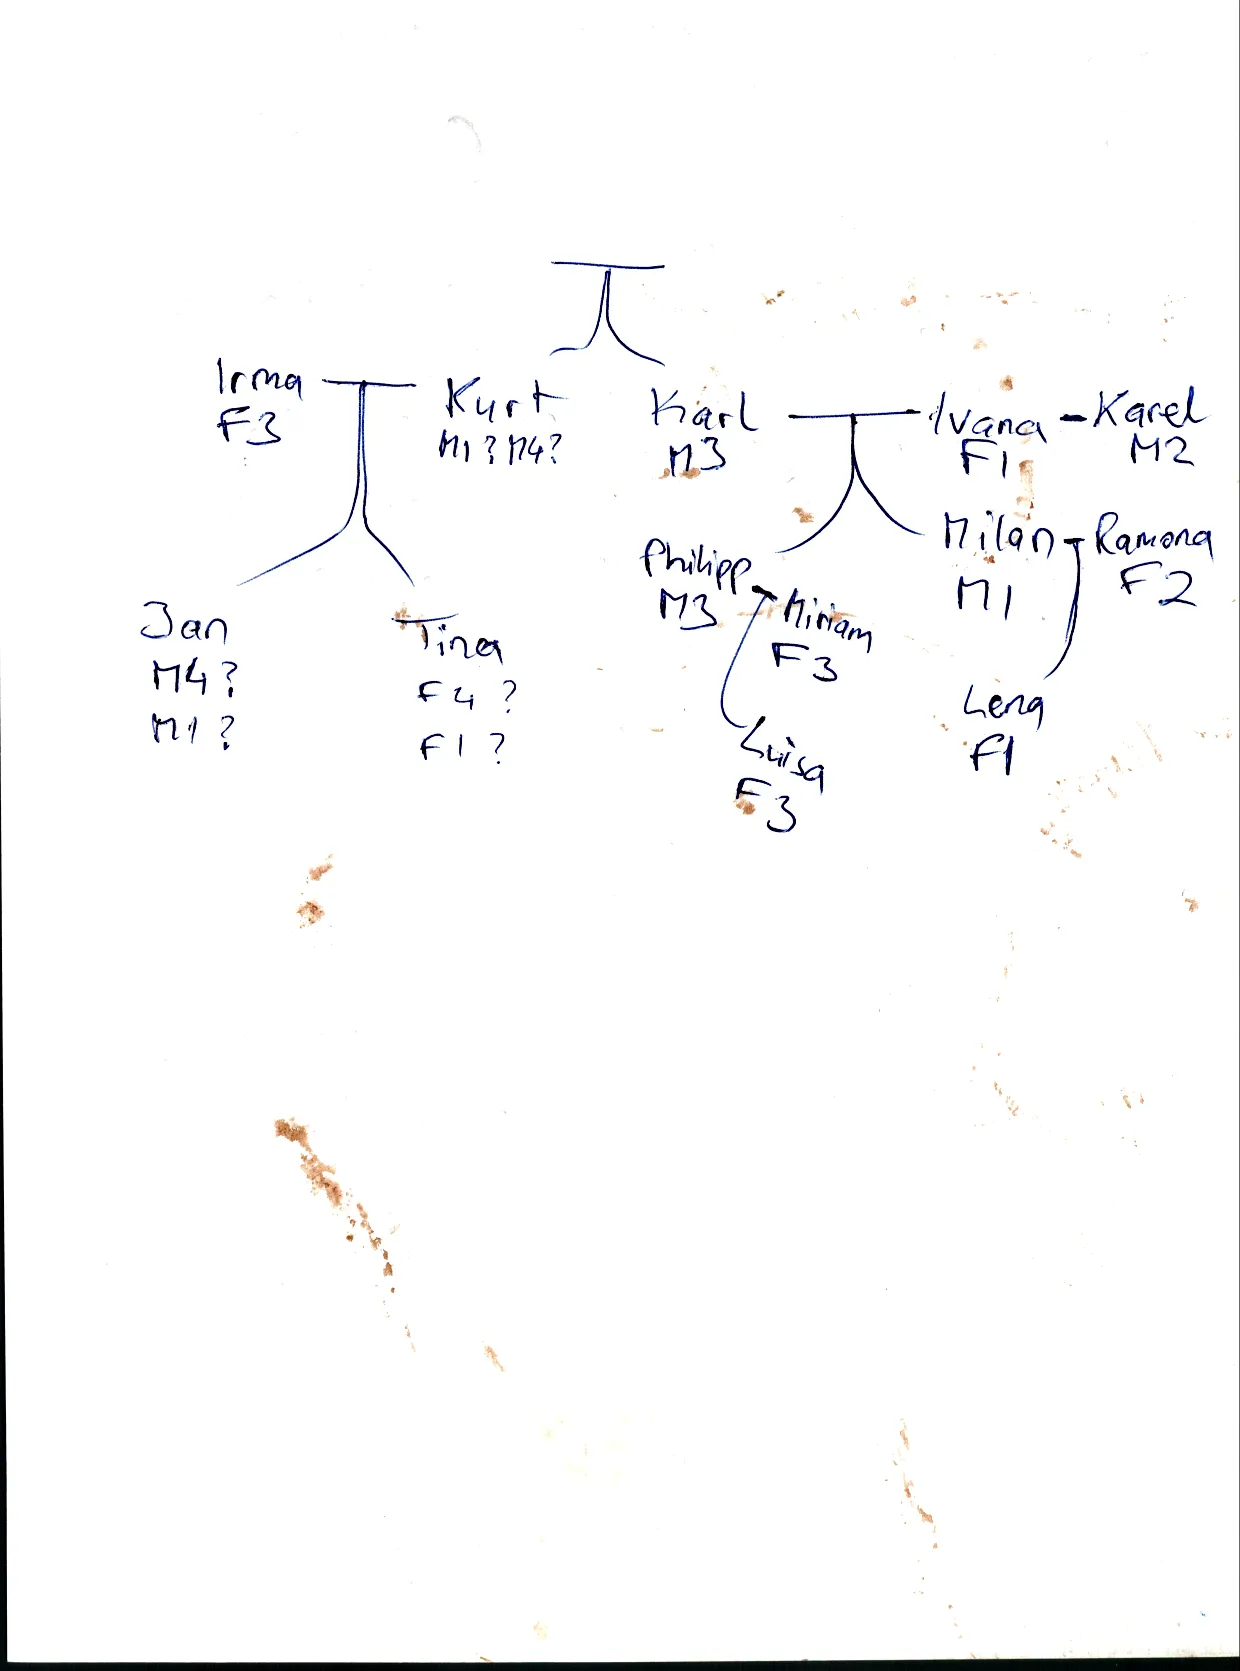 Irma
F3
Kurt
M1? M4?
Karl
M3
Ivana
F1
Karel
M2
Philipp
M3
Miriam
F3
Milan
M1
Ramona
F2
Jan
M4?
M1?
Tina
F4?
F1?
Luisa
F3
Lena
F1